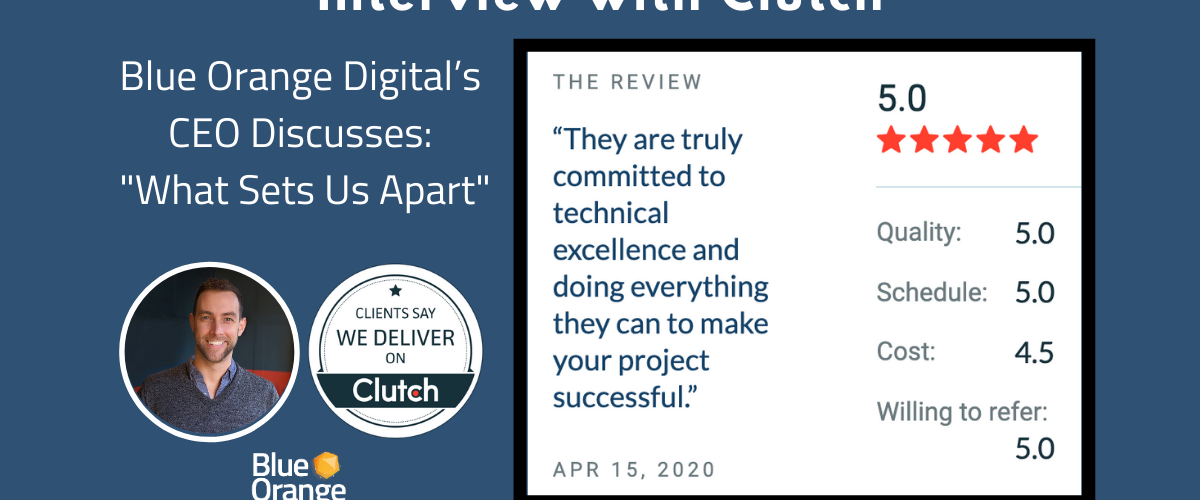 Interview with Clutch
Blue Orange Digital’s
CEO Discusses:
"What Sets Us Apart"
CLIENTS SAY
WE DELIVER
ON
Clutch
Blue
Orange
THE REVIEW
“They are truly
committed to
technical
excellence and
doing everything
they can to make
your project
successful.”
APR 15, 2020
5.0
Quality: 5.0
Schedule: 5.0
Cost: 4.5
Willing to refer:
5.0